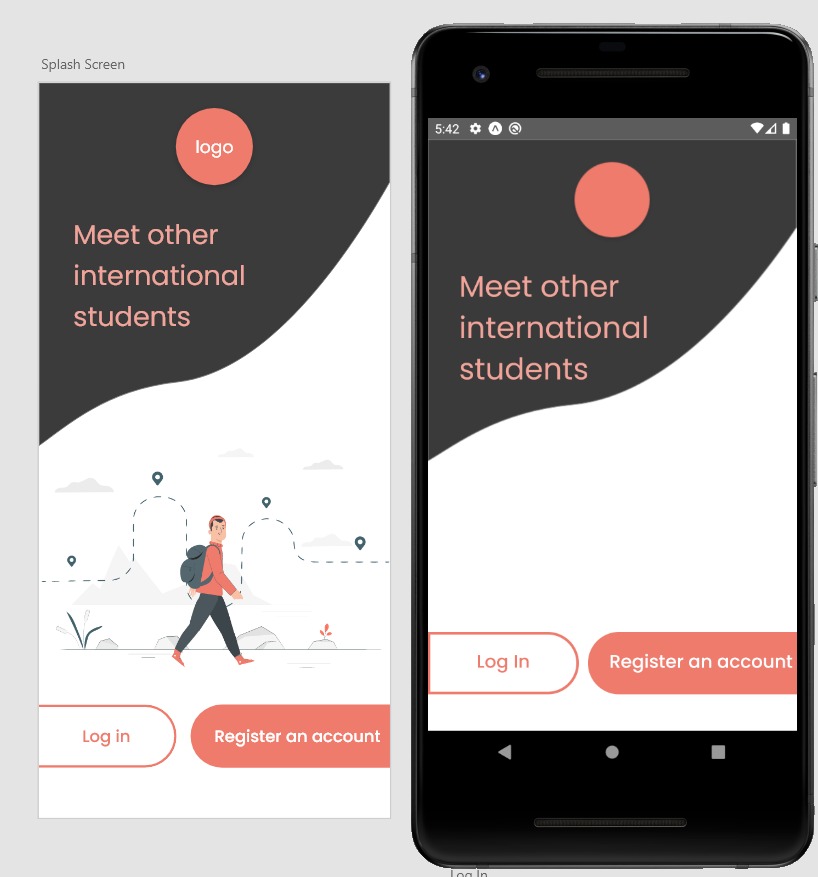 Splash Screen
logo
Meet other
international
students
Log in
Register an account
5:42
Meet other
international
students
Log In
Register an account
Log In